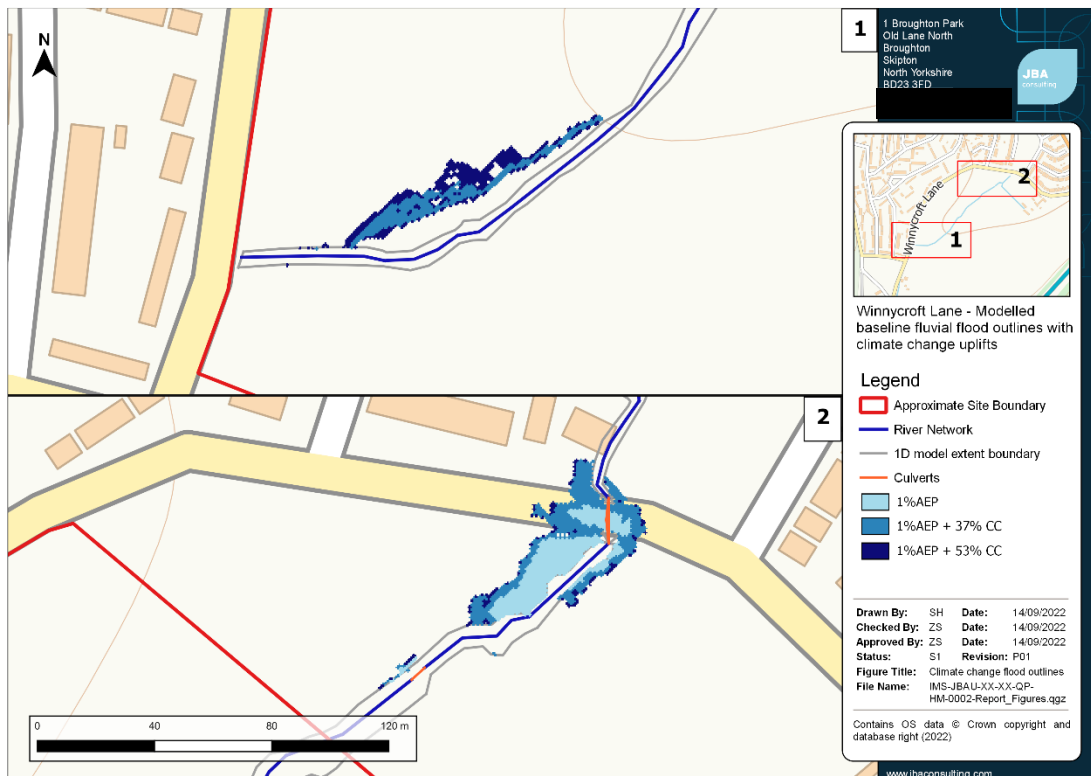 N
1
1 Broughton Park
Old Lane North
Broughton
Skipton
North Yorkshire
BD23 3FD
JBA
consulting
Winnycroft Lane
2
1
Winnycroft Lane - Modelled
baseline fluvial flood outlines with
climate change uplifts
Legend
Approximate Site Boundary
River Network
1D model extent boundary
Culverts
1%AEP
1%AEP + 37% CC
1%AEP + 53% CC
2
0 40 80 120 m
Drawn By: SH Date: 14/09/2022
Checked By: ZS Date: 14/09/2022
Approved By: ZS Date: 14/09/2022
Status: S1 Revision: P01
Figure Title: Climate change flood outlines
File Name: IMS-JBAU-XX-XX-QP-
HM-0002-Report_Figures.qgz
Contains OS data © Crown copyright and
database right (2022)
www.jbaconsulting.com